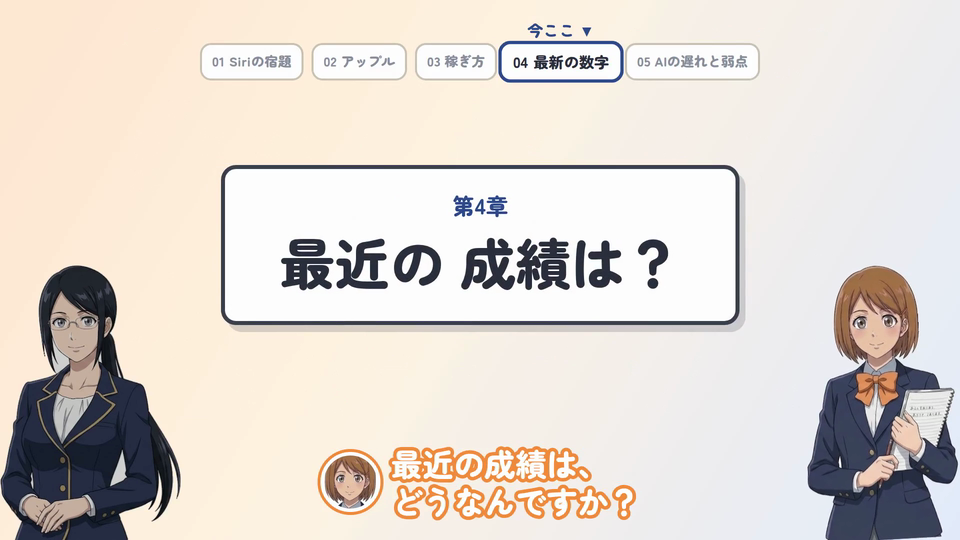 今ここ ▼
01 Siriの宿題
02 アップル
03 稼ぎ方
04 最新の数字
05 AIの遅れと弱点
第4章
最近の 成績は？
最近の成績は、
どうなんですか？